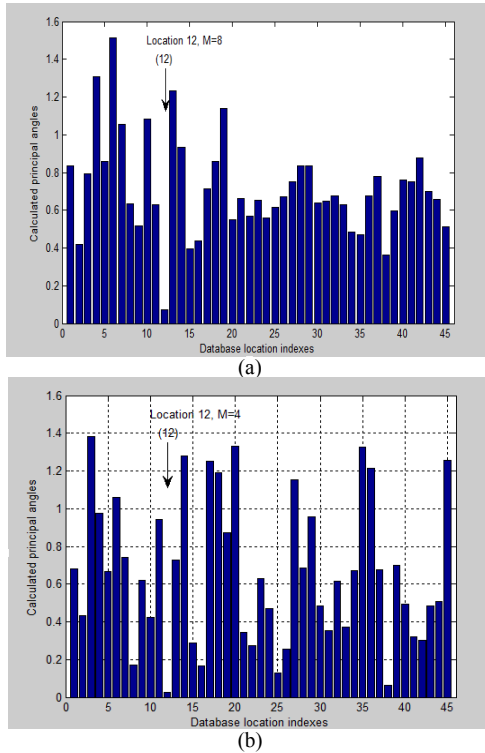 1.6
1.4
1.2
1
0.8
0.6
0.4
0.2
0
Calculated principal angles
Location 12, M=8
(12)
0 5 10 15 20 25 30 35 40 45
Database location indexes
(a)
1.6
1.4
1.2
1
0.8
0.6
0.4
0.2
0
Calculated principal angles
Location 12, M=4
(12)
0 5 10 15 20 25 30 35 40 45
Database location indexes
(b)